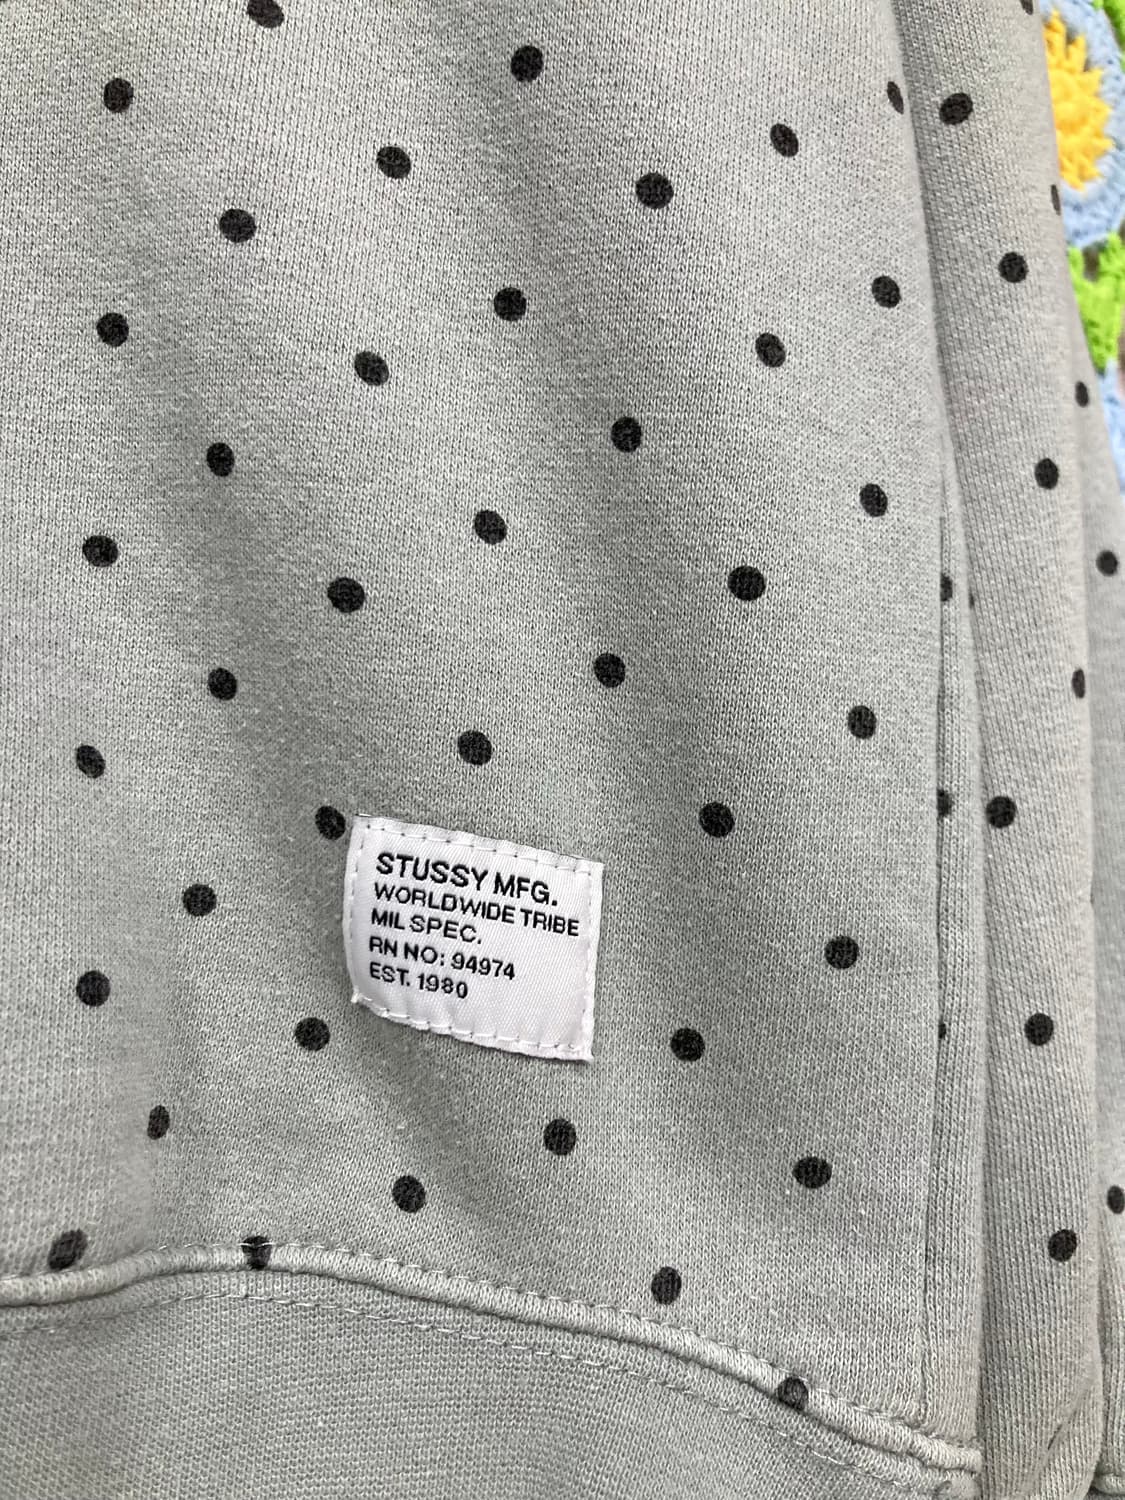 STUSSY MFG.
WORLDWIDE TRIBE
MIL SPEC.
RN NO: 94974
EST. 1980